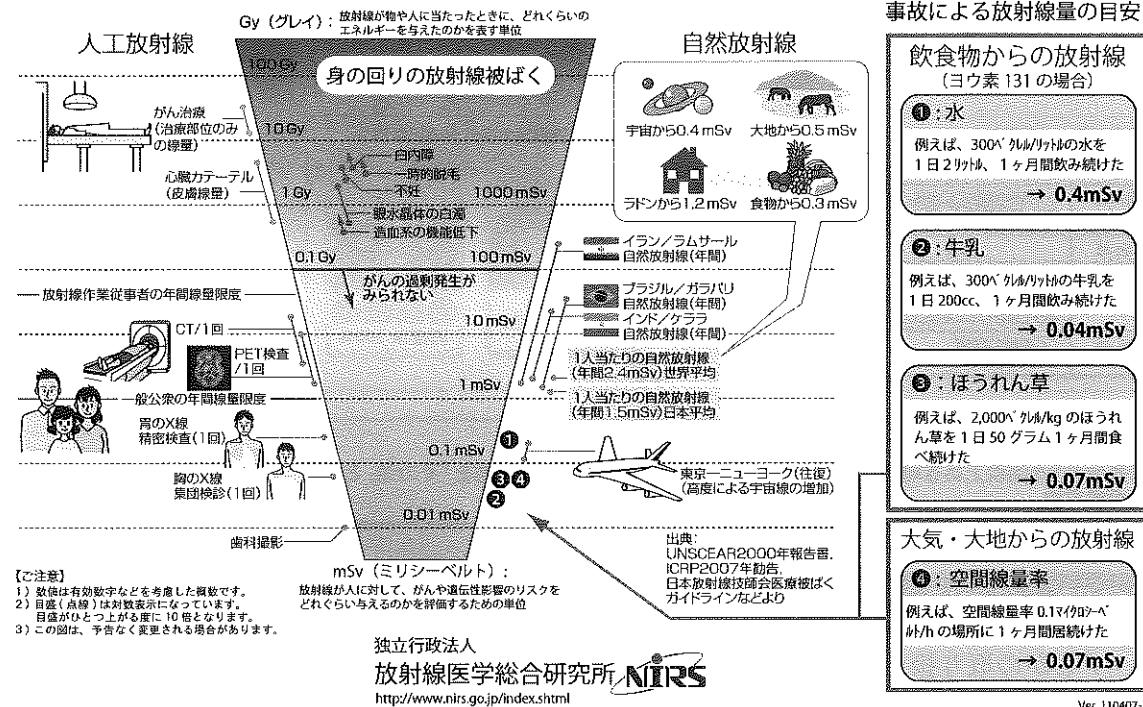 Gy（グレイ）: 放射線が物や人に当たったときに、どれくらいの
エネルギーを与えたのかを表す単位
人工放射線
自然放射線
身の回りの放射線被ばく
100Gy
10 Gy
1 Gy
1000 mSv
0.1Gy
100 mSv
10 mSv
1 mSv
0.1 mSv
0.01 mSv
がん治療
(治療部位のみ
の線量)
心臓カテーテル
(皮膚線量)
白内障
一時的脱毛
不妊
眼水晶体の白濁
造血系の機能低下
がんの過剰発生が
みられない
放射線作業従事者の年間線量限度
CT/1回
PET検査
/1回
一般公衆の年間線量限度
胃のX線
精密検査(1回)
胸のX線
集団検診(1回)
歯科撮影
宇宙から0.4 mSv
大地から0.5 mSv
ラドンから1.2 mSv
食物から0.3 mSv
イラン/ラムサール
自然放射線(年間)
ブラジル/ガラパリ
自然放射線(年間)
インド/ケララ
自然放射線(年間)
1人当たりの自然放射線
(年間2.4mSv)世界平均
1人当たりの自然放射線
(年間1.5mSv)日本平均
❶
❸❹
❷
東京ーニューヨーク(往復)
(高度による宇宙線の増加)
出典:
UNSCEAR2000年報告書、
ICRP2007年勧告、
日本放射線技師会医療被ばく
ガイドラインなどより
mSv（ミリシーベルト）:
放射線が人に対して、がんや遺伝性影響のリスクを
どれぐらい与えるのかを評価するための単位
【ご注意】
1) 数値は有効数字などを考慮した概数です。
2) 目盛(点線)は対数表示になっています。
目盛がひとつ上がる度に10倍となります。
3) この図は、予告なく変更される場合があります。
独立行政法人
放射線医学総合研究所 NIRS
http://www.nirs.go.jp/index.shtml
事故による放射線量の目安
飲食物からの放射線
(ヨウ素131の場合)
❶：水
例えば、300ﾍﾞｸﾚﾙ/ﾘｯﾄﾙの水を
1日2ﾘｯﾄﾙ、1ヶ月間飲み続けた
→ 0.4mSv
❷：牛乳
例えば、300ﾍﾞｸﾚﾙ/ﾘｯﾄﾙの牛乳を
1日200cc、1ヶ月間飲み続けた
→ 0.04mSv
❸：ほうれん草
例えば、2,000ﾍﾞｸﾚﾙ/kgのほうれ
ん草を1日50グラム1ヶ月間食
べ続けた
→ 0.07mSv
大気・大地からの放射線
❹：空間線量率
例えば、空間線量率0.1ﾏｲｸﾛｼｰﾍﾞ
ﾙﾄ/hの場所に1ヶ月間居続けた
→ 0.07mSv